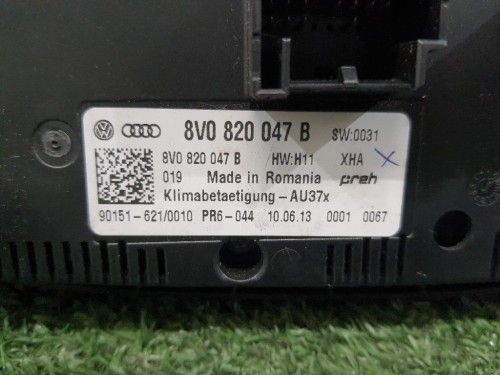 8V0 820 047 B SW:0031
8V0 820 047 B HW:H11 XHA
019 Made in Romania preh
Klimabetaetigung-AU37x
90151-621/0010 PR6-044 10.06.13 0001 0067